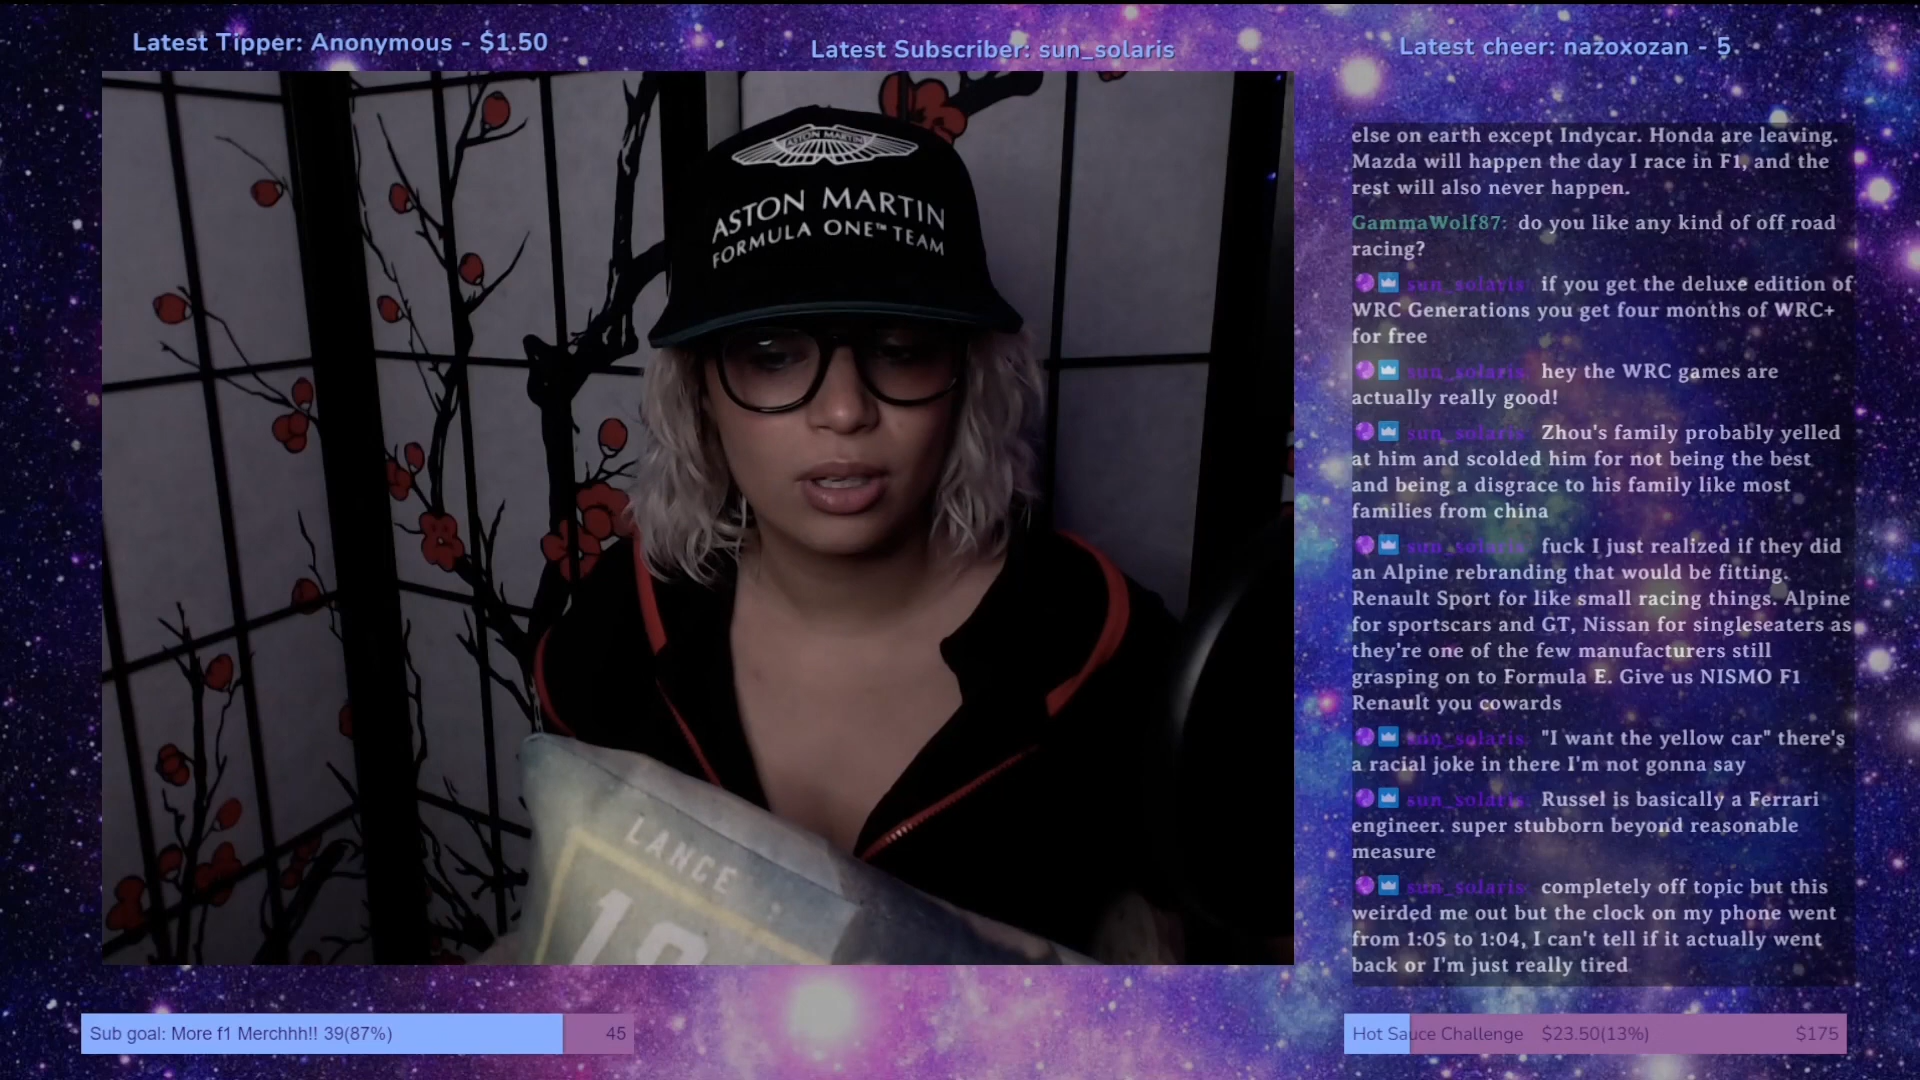 Latest Tipper: Anonymous - $1.50
Latest Subscriber: sun_solaris
Latest cheer: nazoxozan - 5
ASTON MARTIN
ASTON MARTIN
FORMULA ONE™ TEAM
LANCE
18
else on earth except Indycar. Honda are leaving.
Mazda will happen the day I race in F1, and the
rest will also never happen.
GammaWolf87: do you like any kind of off road
racing?
sun_solaris: if you get the deluxe edition of
WRC Generations you get four months of WRC+
for free
sun_solaris: hey the WRC games are
actually really good!
sun_solaris: Zhou's family probably yelled
at him and scolded him for not being the best
and being a disgrace to his family like most
families from china
sun_solaris: fuck I just realized if they did
an Alpine rebranding that would be fitting.
Renault Sport for like small racing things. Alpine
for sportscars and GT, Nissan for singleseaters as
they're one of the few manufacturers still
grasping on to Formula E. Give us NISMO F1
Renault you cowards
sun_solaris: "I want the yellow car" there's
a racial joke in there I'm not gonna say
sun_solaris: Russel is basically a Ferrari
engineer. super stubborn beyond reasonable
measure
sun_solaris: completely off topic but this
weirded me out but the clock on my phone went
from 1:05 to 1:04, I can't tell if it actually went
back or I'm just really tired
Sub goal: More f1 Merchhh!! 39(87%) 45
Hot Sauce Challenge $23.50(13%) $175